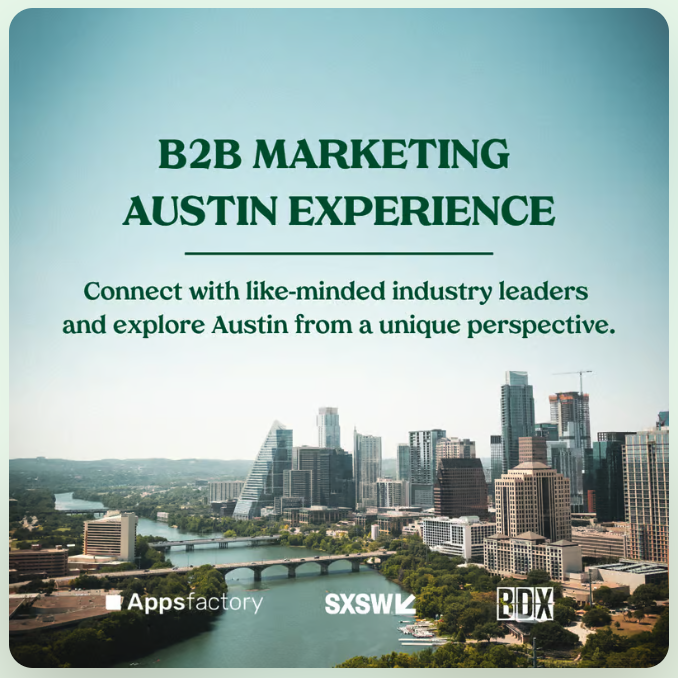 B2B MARKETING
AUSTIN EXPERIENCE
Connect with like-minded industry leaders
and explore Austin from a unique perspective.
Appsfactory SXSW BDX